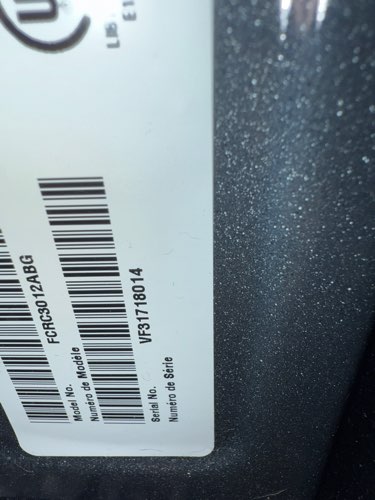 FCRC3012ABG
Model No.
Numéro de Modèle
VF31718014
Serial No.
Numéro de Série